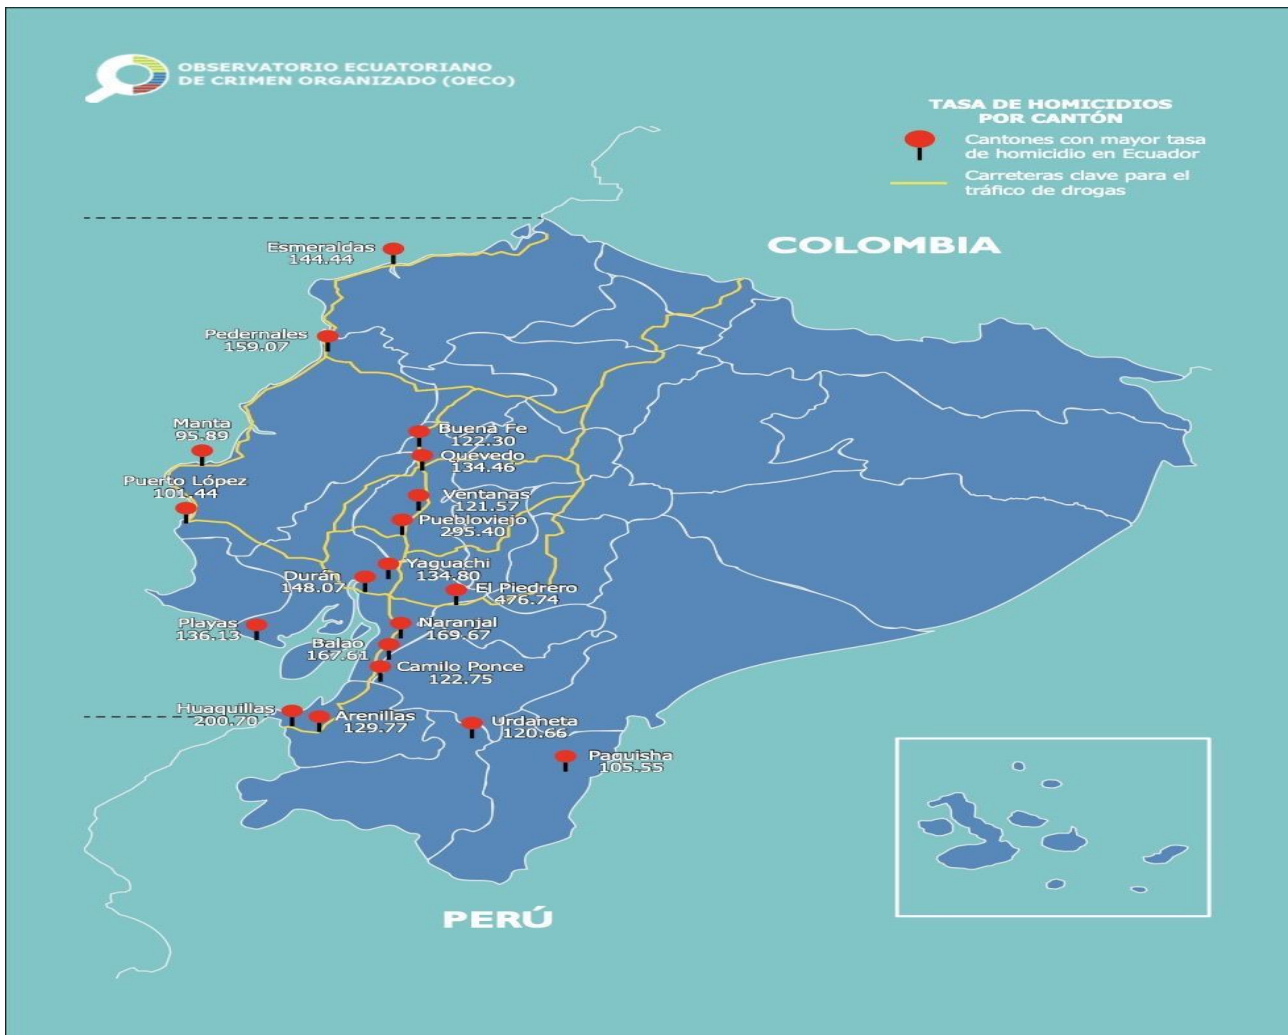 OBSERVATORIO ECUATORIANO
DE CRIMEN ORGANIZADO (OECO)
TASA DE HOMICIDIOS
POR CANTÓN
Cantones con mayor tasa
de homicidio en Ecuador
Carreteras clave para el
tráfico de drogas
COLOMBIA
Esmeraldas
144.44
Pedernales
159.07
Manta
95.89
Buena Fe
122.30
Quevedo
134.46
Puerto López
101.44
Ventanas
121.57
Puebloviejo
295.40
Yaguachi
134.80
Durán
148.07
El Piedrero
476.74
Playas
136.13
Naranjal
169.67
Balao
167.61
Camilo Ponce
122.75
Huaquillas
200.70
Arenillas
129.77
Urdaneta
120.66
Paquisha
105.55
PERÚ